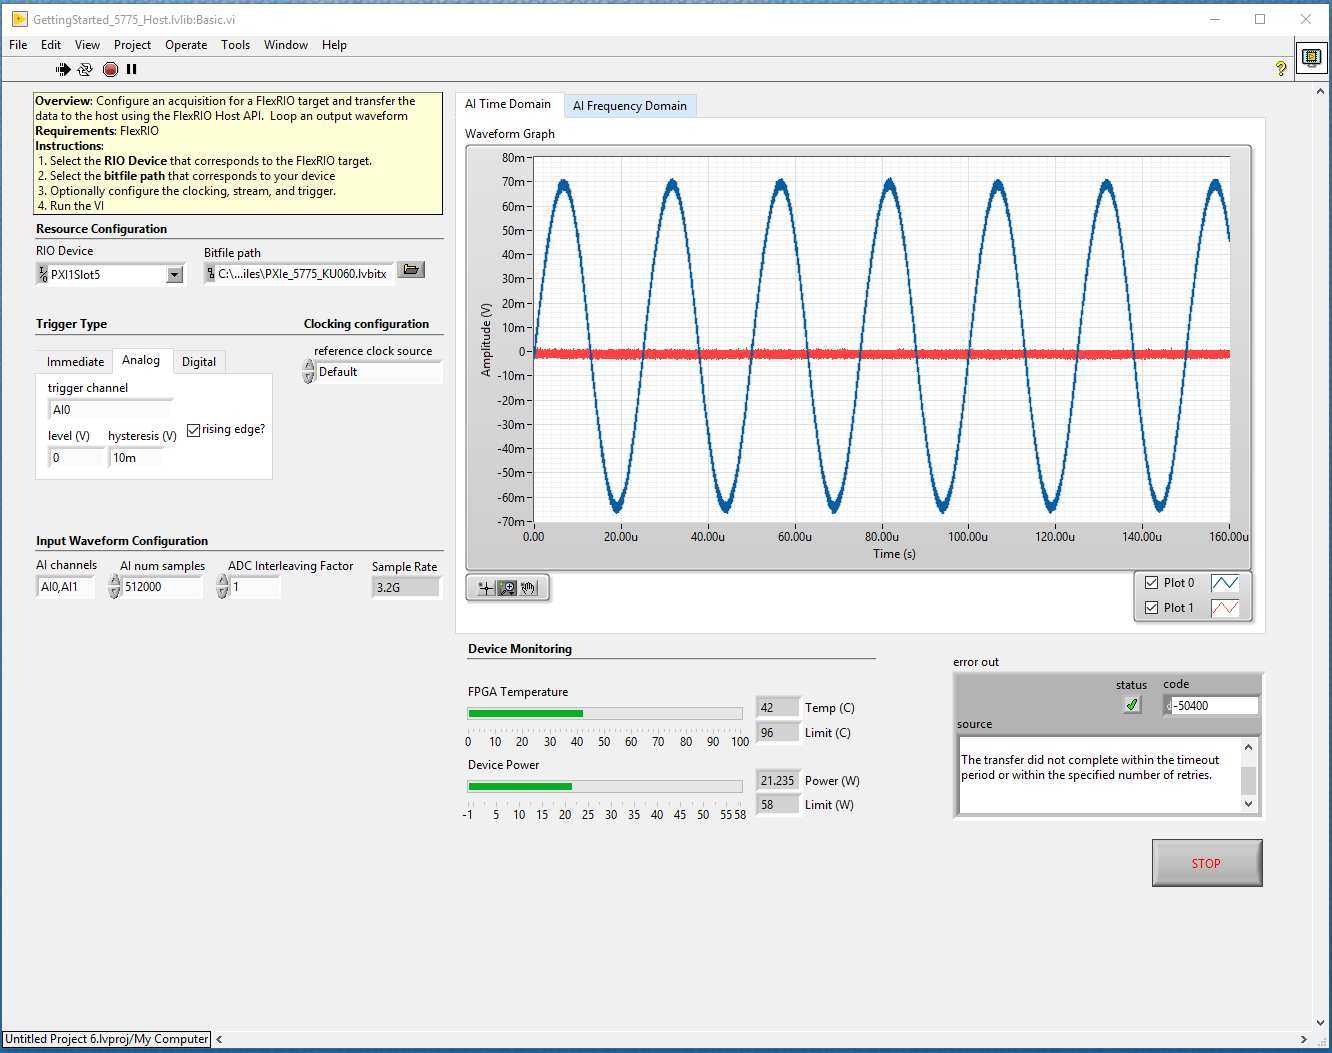 GettingStarted_5775_Host.lvlib:Basic.vi
File Edit View Project Operate Tools Window Help
Overview: Configure an acquisition for a FlexRIO target and transfer the
data to the host using the FlexRIO Host API.  Loop an output waveform
Requirements: FlexRIO
Instructions:
1. Select the RIO Device that corresponds to the FlexRIO target.
2. Select the bitfile path that corresponds to your device
3. Optionally configure the clocking, stream, and trigger.
4. Run the VI
Resource Configuration
RIO Device
PXI1Slot5
Bitfile path
C:\...iles\PXIe_5775_KU060.lvbitx
Trigger Type
Immediate Analog Digital
trigger channel
AI0
level (V) hysteresis (V) rising edge?
0 10m
Clocking configuration
reference clock source
Default
Input Waveform Configuration
AI channels AI num samples ADC Interleaving Factor Sample Rate
AI0,AI1 512000 1 3.2G
AI Time Domain AI Frequency Domain
Waveform Graph
Amplitude (V)
80m
70m
60m
50m
40m
30m
20m
10m
0
-10m
-20m
-30m
-40m
-50m
-60m
-70m
0.00 20.00u 40.00u 60.00u 80.00u 100.00u 120.00u 140.00u 160.00u
Time (s)
Plot 0
Plot 1
Device Monitoring
FPGA Temperature
0 10 20 30 40 50 60 70 80 90 100
42 Temp (C)
96 Limit (C)
Device Power
-1 5 10 15 20 25 30 35 40 45 50 55 58
21.235 Power (W)
58 Limit (W)
error out
status code
d -50400
source
The transfer did not complete within the timeout
period or within the specified number of retries.
STOP
Untitled Project 6.lvproj/My Computer